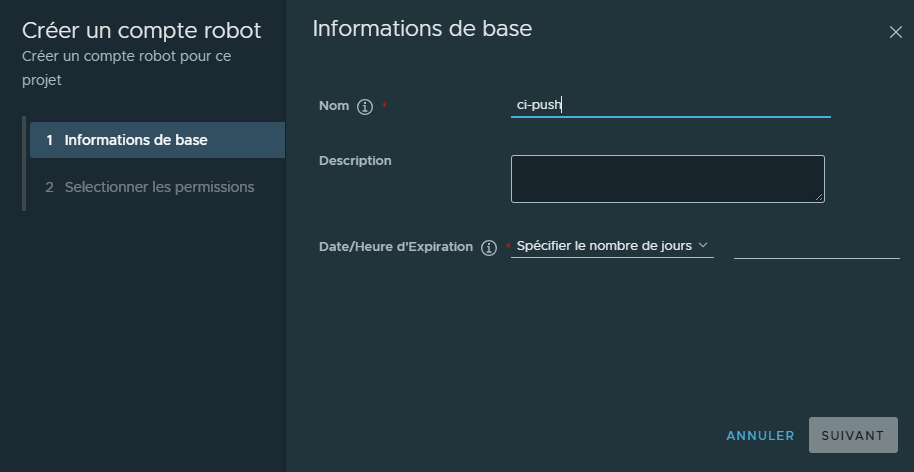 Créer un compte robot
Créer un compte robot pour ce
projet
1 Informations de base
2 Selectionner les permissions
Informations de base
Nom *
ci-push
Description
Date/Heure d'Expiration *
Spécifier le nombre de jours
ANNULER
SUIVANT